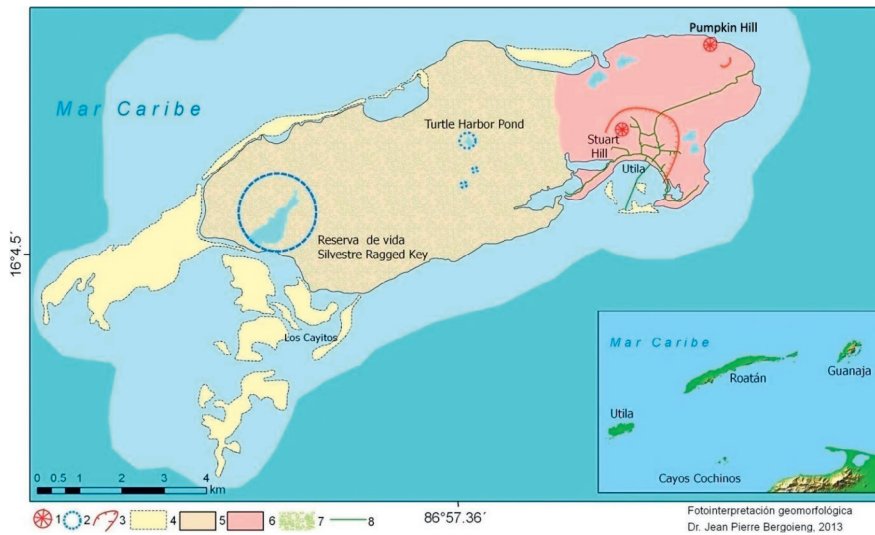 Pumpkin Hill
Mar Caribe
Turtle Harbor Pond
Stuart
Hill
Utila
16°4.5´
Reserva de vida
Silvestre Ragged Key
Los Cayitos
Mar Caribe
Guanaja
Roatán
Utila
Cayos Cochinos
0 0.5 1 2 3 4
km
1 2 3 4 5 6 7 8
86°57.36´
Fotointerpretación geomorfológica
Dr. Jean Pierre Bergoieng, 2013